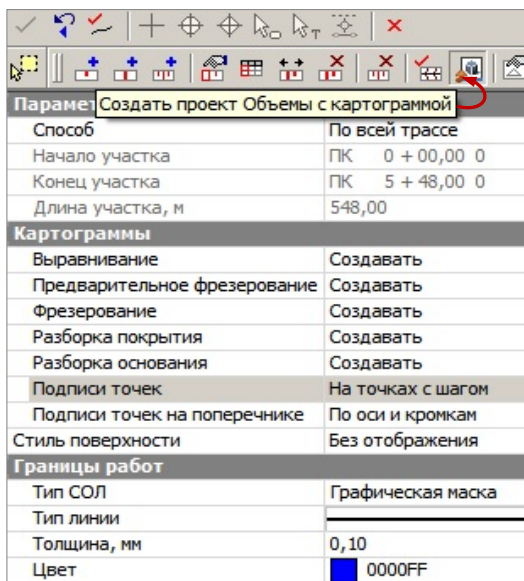 Парамет
Создать проект Объемы с картограммой
Способ По всей трассе
Начало участка ПК 0 + 00,00 0
Конец участка ПК 5 + 48,00 0
Длина участка, м 548,00
Картограммы
Выравнивание Создавать
Предварительное фрезерование Создавать
Фрезерование Создавать
Разборка покрытия Создавать
Разборка основания Создавать
Подписи точек На точках с шагом
Подписи точек на поперечнике По оси и кромкам
Стиль поверхности Без отображения
Границы работ
Тип СОЛ Графическая маска
Тип линии
Толщина, мм 0,10
Цвет 0000FF